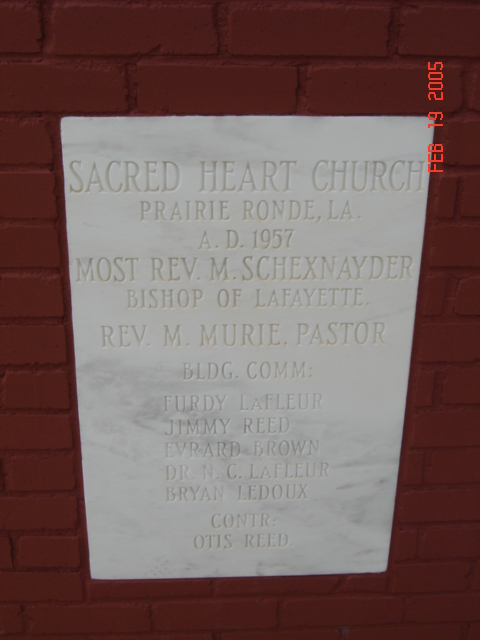 SACRED HEART CHURCH
PRAIRIE RONDE, LA.
A. D. 1957
MOST REV. M. SCHEXNAYDER
BISHOP OF LAFAYETTE.
REV. M. MURIE, PASTOR
BLDG. COMM:
FURDY LAFLEUR
JIMMY REED
EVRARD BROWN
DR. N. C. LAFLEUR
BRYAN LEDOUX
CONTR:
OTIS REED.
FEB 19 2005